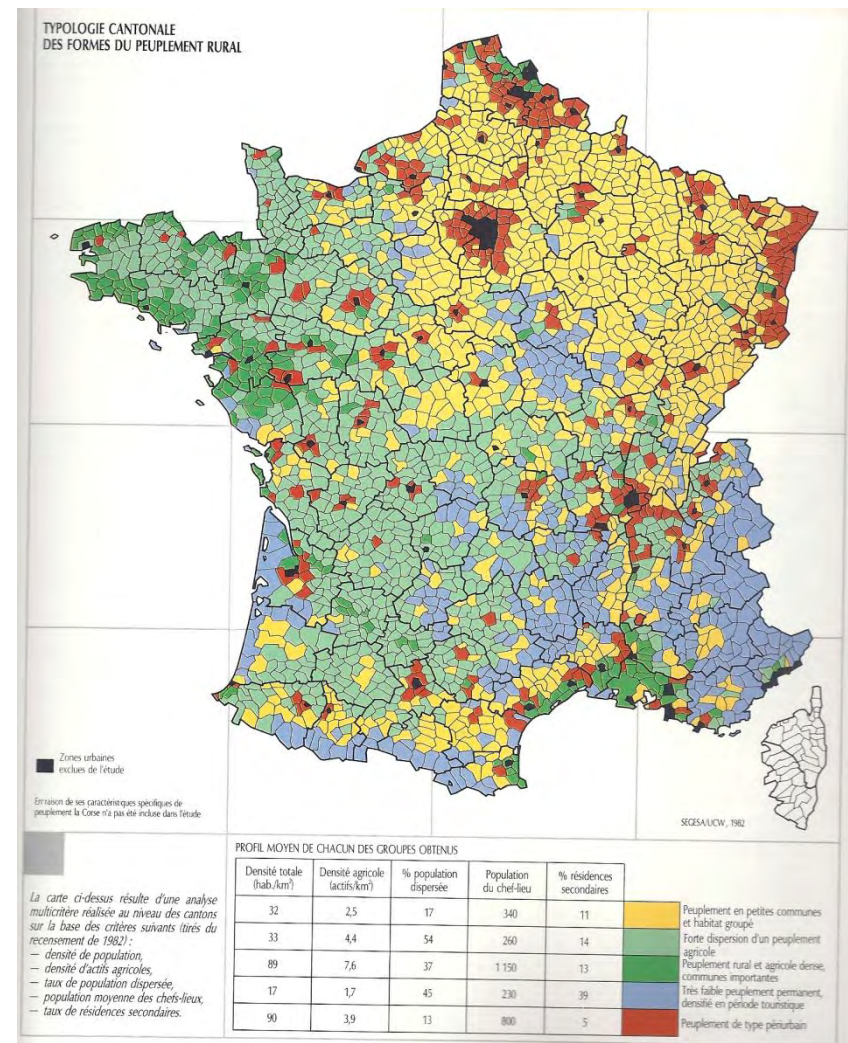 TYPOLOGIE CANTONALE
DES FORMES DU PEUPLEMENT RURAL
Zones urbaines
exclues de l'étude
En raison de ses caractéristiques spécifiques de
peuplement la Corse n'a pas été incluse dans l'étude
SEGESA/UCW, 1982
La carte ci-dessus résulte d'une analyse
multicritère réalisée au niveau des cantons
sur la base des critères suivants (tirés du
recensement de 1982) :
— densité de population,
— densité d'actifs agricoles,
— taux de population dispersée,
— population moyenne des chefs-lieux,
— taux de résidences secondaires.
PROFIL MOYEN DE CHACUN DES GROUPES OBTENUS
Densité totale (hab./km²) Densité agricole (actifs/km²) % population dispersée Population du chef-lieu % résidences secondaires
32 2,5 17 340 11 Peuplement en petites communes et habitat groupé
33 4,4 54 260 14 Forte dispersion d'un peuplement agricole
89 7,6 37 1 150 13 Peuplement rural et agricole dense, communes importantes
17 1,7 45 230 39 Très faible peuplement permanent, densifié en période touristique
90 3,9 13 800 5 Peuplement de type périurbain